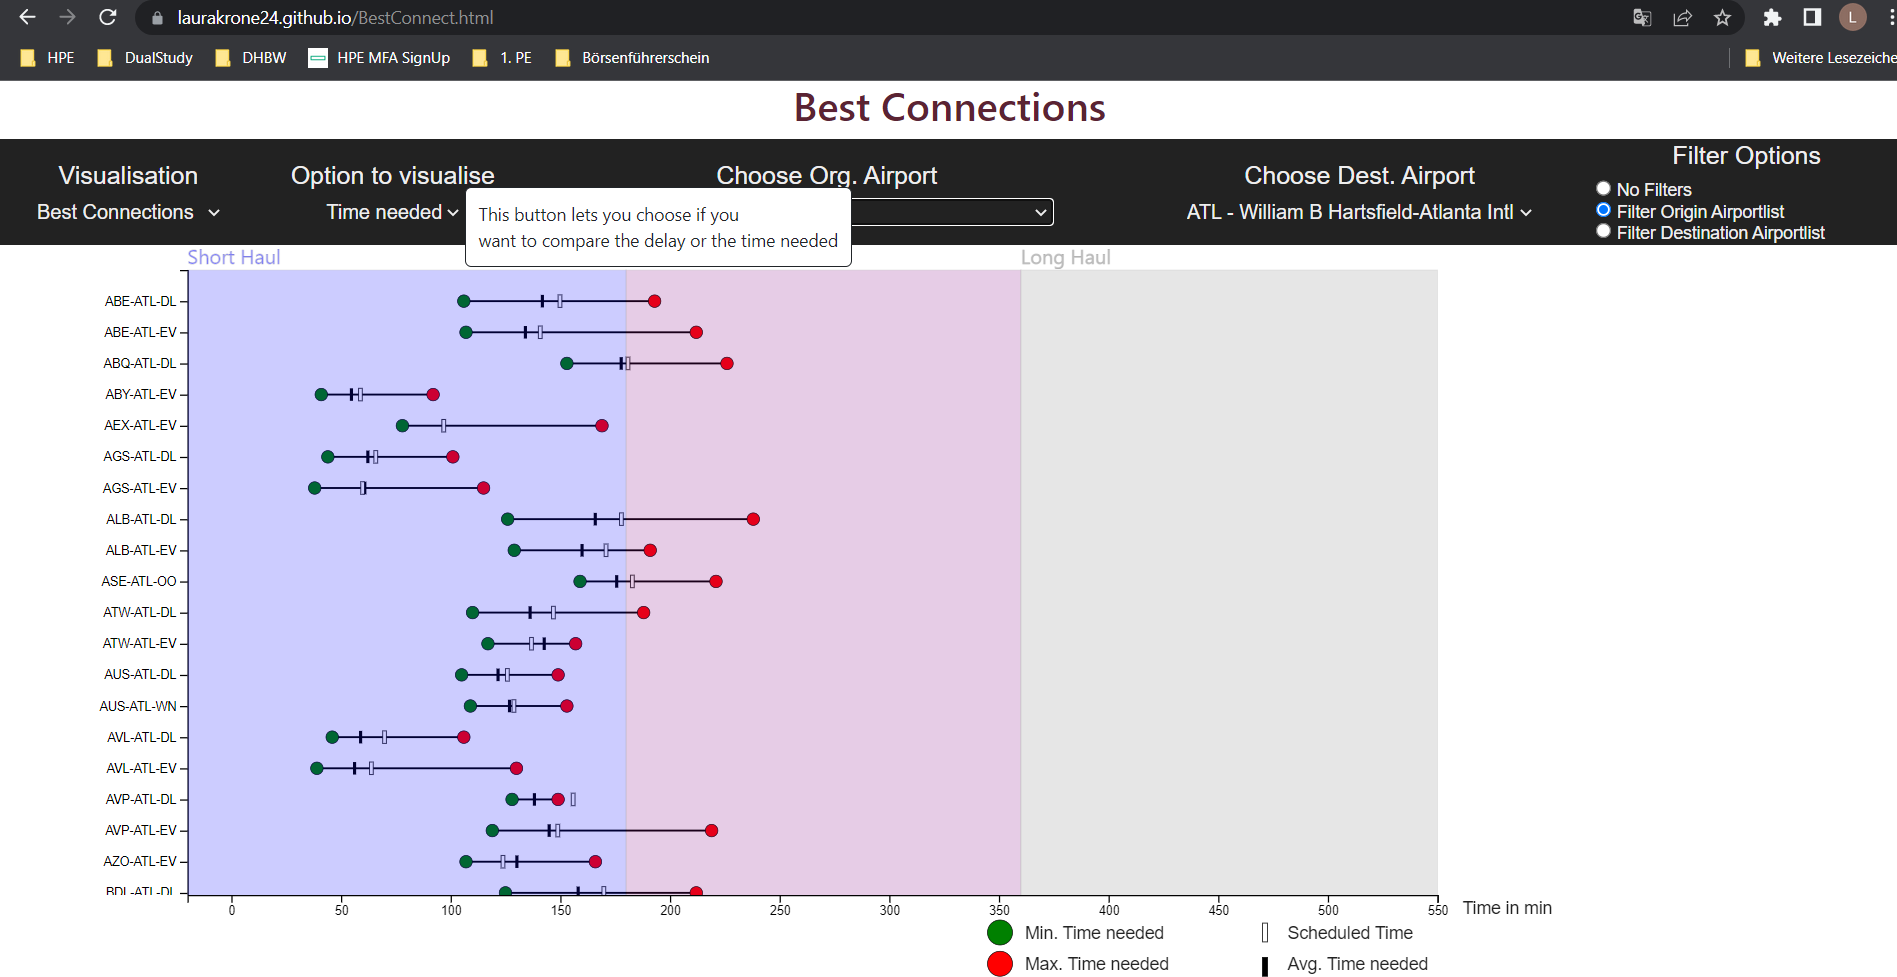 laurakrone24.github.io/BestConnect.html
L
HPE
DualStudy
DHBW
HPE MFA SignUp
1. PE
Börsenführerschein
Weitere Lesezeiche
Best Connections
Visualisation
Best Connections
Option to visualise
Time needed
Choose Org. Airport
Choose Dest. Airport
ATL - William B Hartsfield-Atlanta Intl
Filter Options
No Filters
Filter Origin Airportlist
Filter Destination Airportlist
This button lets you choose if you
want to compare the delay or the time needed
Short Haul
Long Haul
ABE-ATL-DL
ABE-ATL-EV
ABQ-ATL-DL
ABY-ATL-EV
AEX-ATL-EV
AGS-ATL-DL
AGS-ATL-EV
ALB-ATL-DL
ALB-ATL-EV
ASE-ATL-OO
ATW-ATL-DL
ATW-ATL-EV
AUS-ATL-DL
AUS-ATL-WN
AVL-ATL-DL
AVL-ATL-EV
AVP-ATL-DL
AVP-ATL-EV
AZO-ATL-EV
BDL-ATL-DL
0 50 100 150 200 250 300 350 400 450 500 550 Time in min
Min. Time needed
Scheduled Time
Max. Time needed
Avg. Time needed